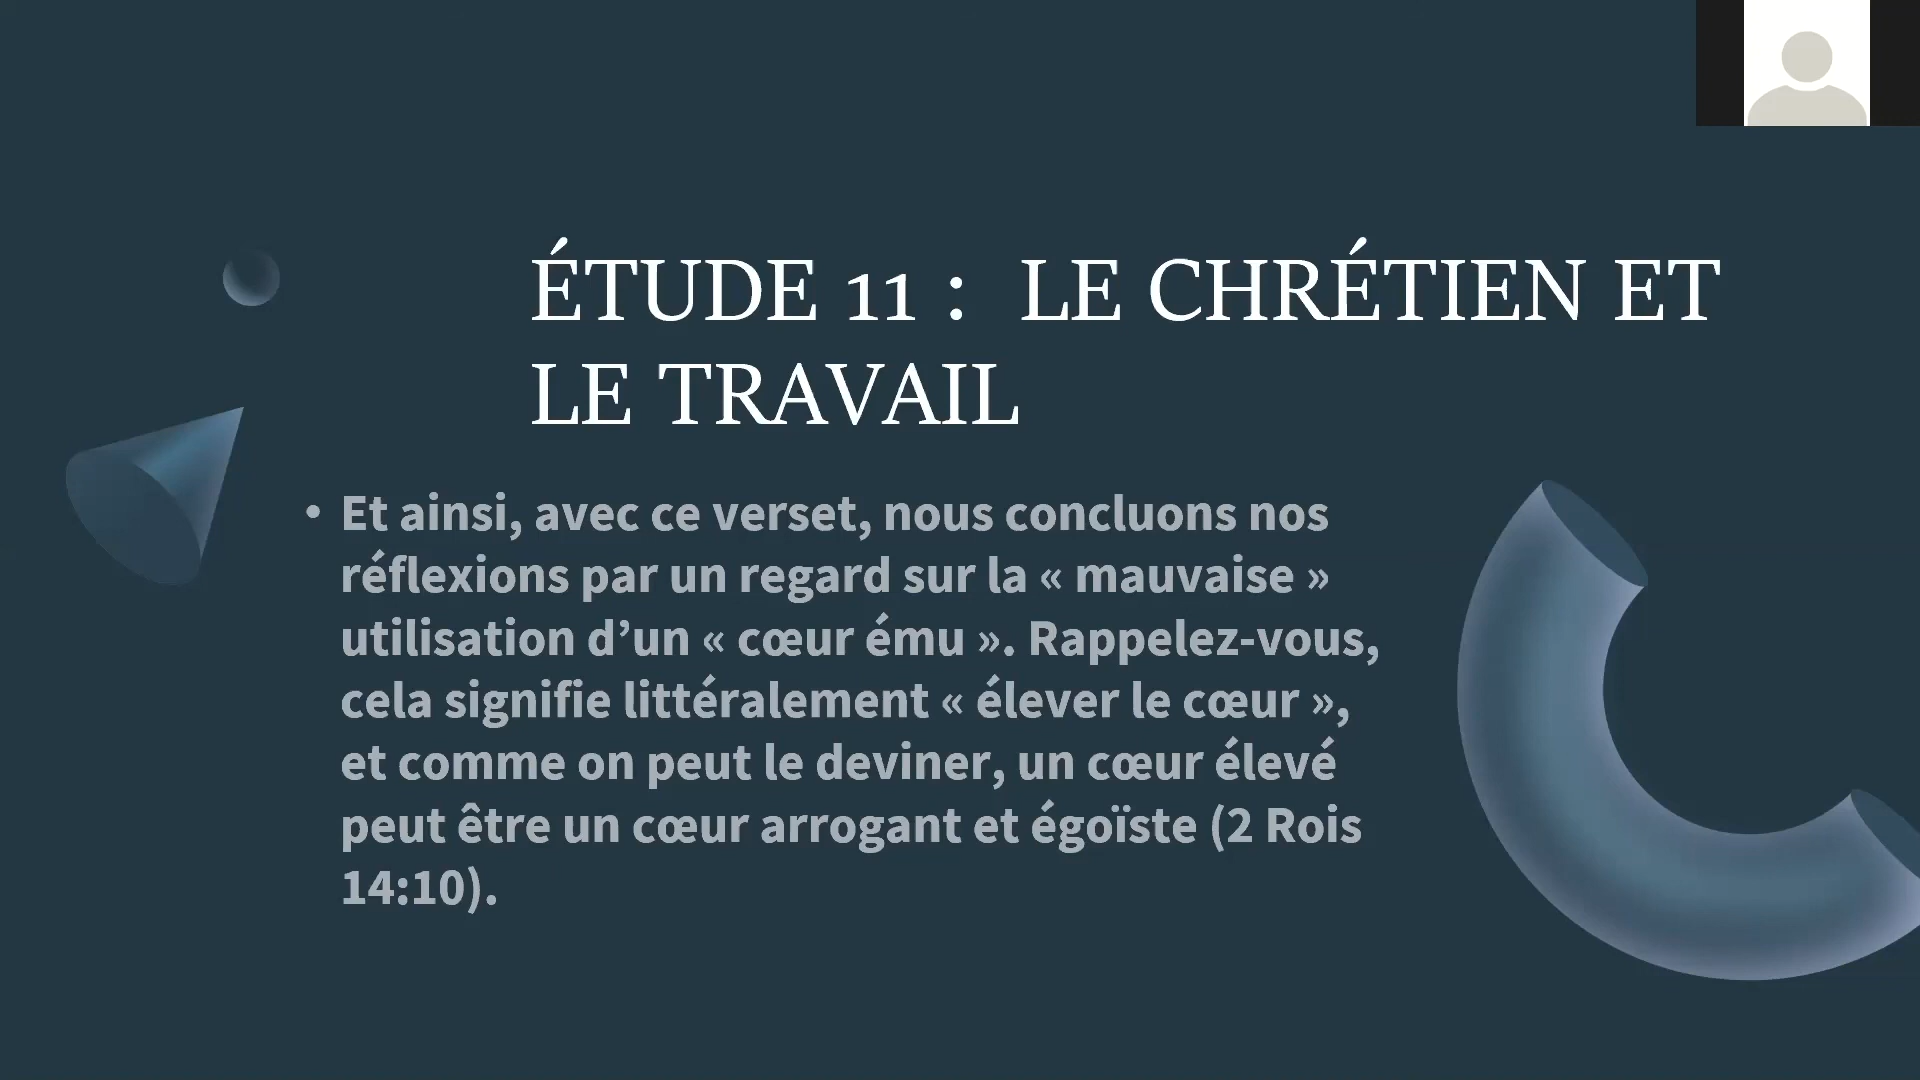 ÉTUDE 11 : LE CHRÉTIEN ET
LE TRAVAIL
• Et ainsi, avec ce verset, nous concluons nos
réflexions par un regard sur la « mauvaise »
utilisation d’un « cœur ému ». Rappelez-vous,
cela signifie littéralement « élever le cœur »,
et comme on peut le deviner, un cœur élevé
peut être un cœur arrogant et égoïste (2 Rois
14:10).